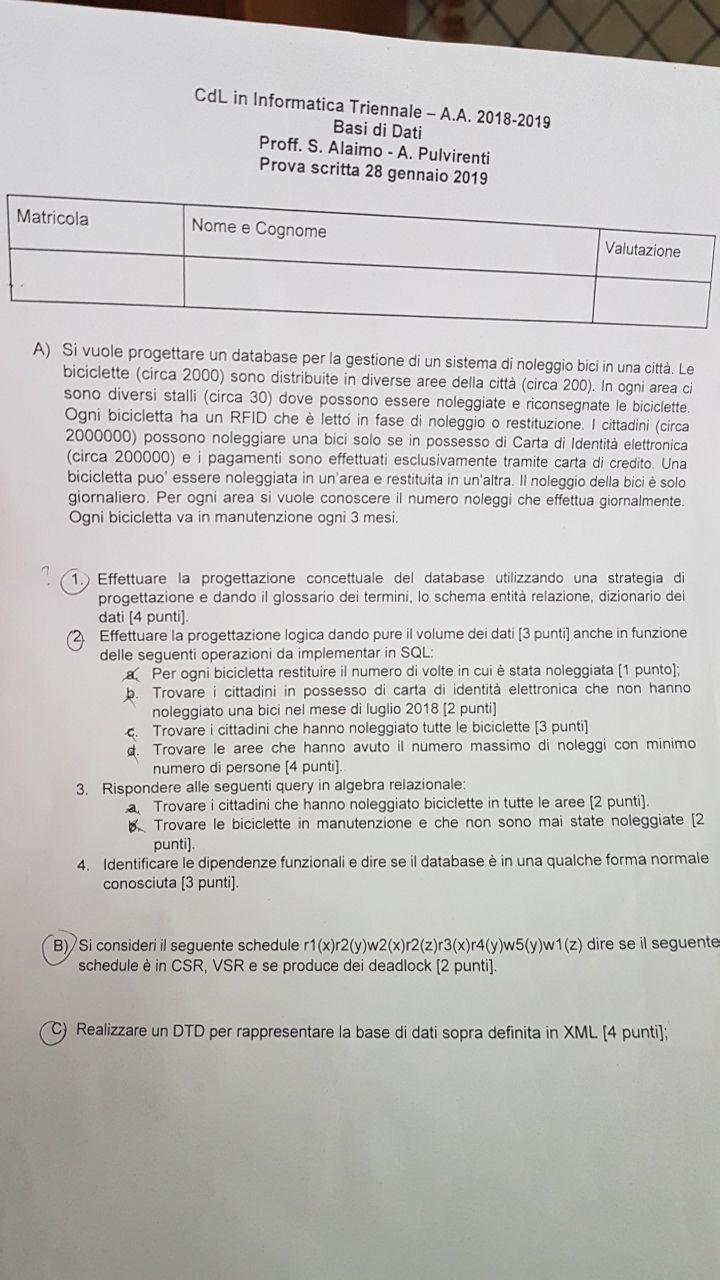 CdL in Informatica Triennale – A.A. 2018-2019
Basi di Dati
Proff. S. Alaimo - A. Pulvirenti
Prova scritta 28 gennaio 2019
Matricola
Nome e Cognome
Valutazione
A) Si vuole progettare un database per la gestione di un sistema di noleggio bici in una città. Le
biciclette (circa 2000) sono distribuite in diverse aree della città (circa 200). In ogni area ci
sono diversi stalli (circa 30) dove possono essere noleggiate e riconsegnate le biciclette.
Ogni bicicletta ha un RFID che è letto in fase di noleggio o restituzione. I cittadini (circa
2000000) possono noleggiare una bici solo se in possesso di Carta di Identità elettronica
(circa 200000) e i pagamenti sono effettuati esclusivamente tramite carta di credito. Una
bicicletta puo' essere noleggiata in un'area e restituita in un'altra. Il noleggio della bici è solo
giornaliero. Per ogni area si vuole conoscere il numero noleggi che effettua giornalmente.
Ogni bicicletta va in manutenzione ogni 3 mesi.
? 1. Effettuare la progettazione concettuale del database utilizzando una strategia di
progettazione e dando il glossario dei termini, lo schema entità relazione, dizionario dei
dati [4 punti].
2. Effettuare la progettazione logica dando pure il volume dei dati [3 punti] anche in funzione
delle seguenti operazioni da implementar in SQL:
a. Per ogni bicicletta restituire il numero di volte in cui è stata noleggiata [1 punto];
b. Trovare i cittadini in possesso di carta di identità elettronica che non hanno
noleggiato una bici nel mese di luglio 2018 [2 punti]
c. Trovare i cittadini che hanno noleggiato tutte le biciclette [3 punti]
d. Trovare le aree che hanno avuto il numero massimo di noleggi con minimo
numero di persone [4 punti].
3. Rispondere alle seguenti query in algebra relazionale:
a. Trovare i cittadini che hanno noleggiato biciclette in tutte le aree [2 punti].
b. Trovare le biciclette in manutenzione e che non sono mai state noleggiate [2
punti].
4. Identificare le dipendenze funzionali e dire se il database è in una qualche forma normale
conosciuta [3 punti].
B) Si consideri il seguente schedule r1(x)r2(y)w2(x)r2(z)r3(x)r4(y)w5(y)w1(z) dire se il seguente
schedule è in CSR, VSR e se produce dei deadlock [2 punti].
C) Realizzare un DTD per rappresentare la base di dati sopra definita in XML [4 punti];